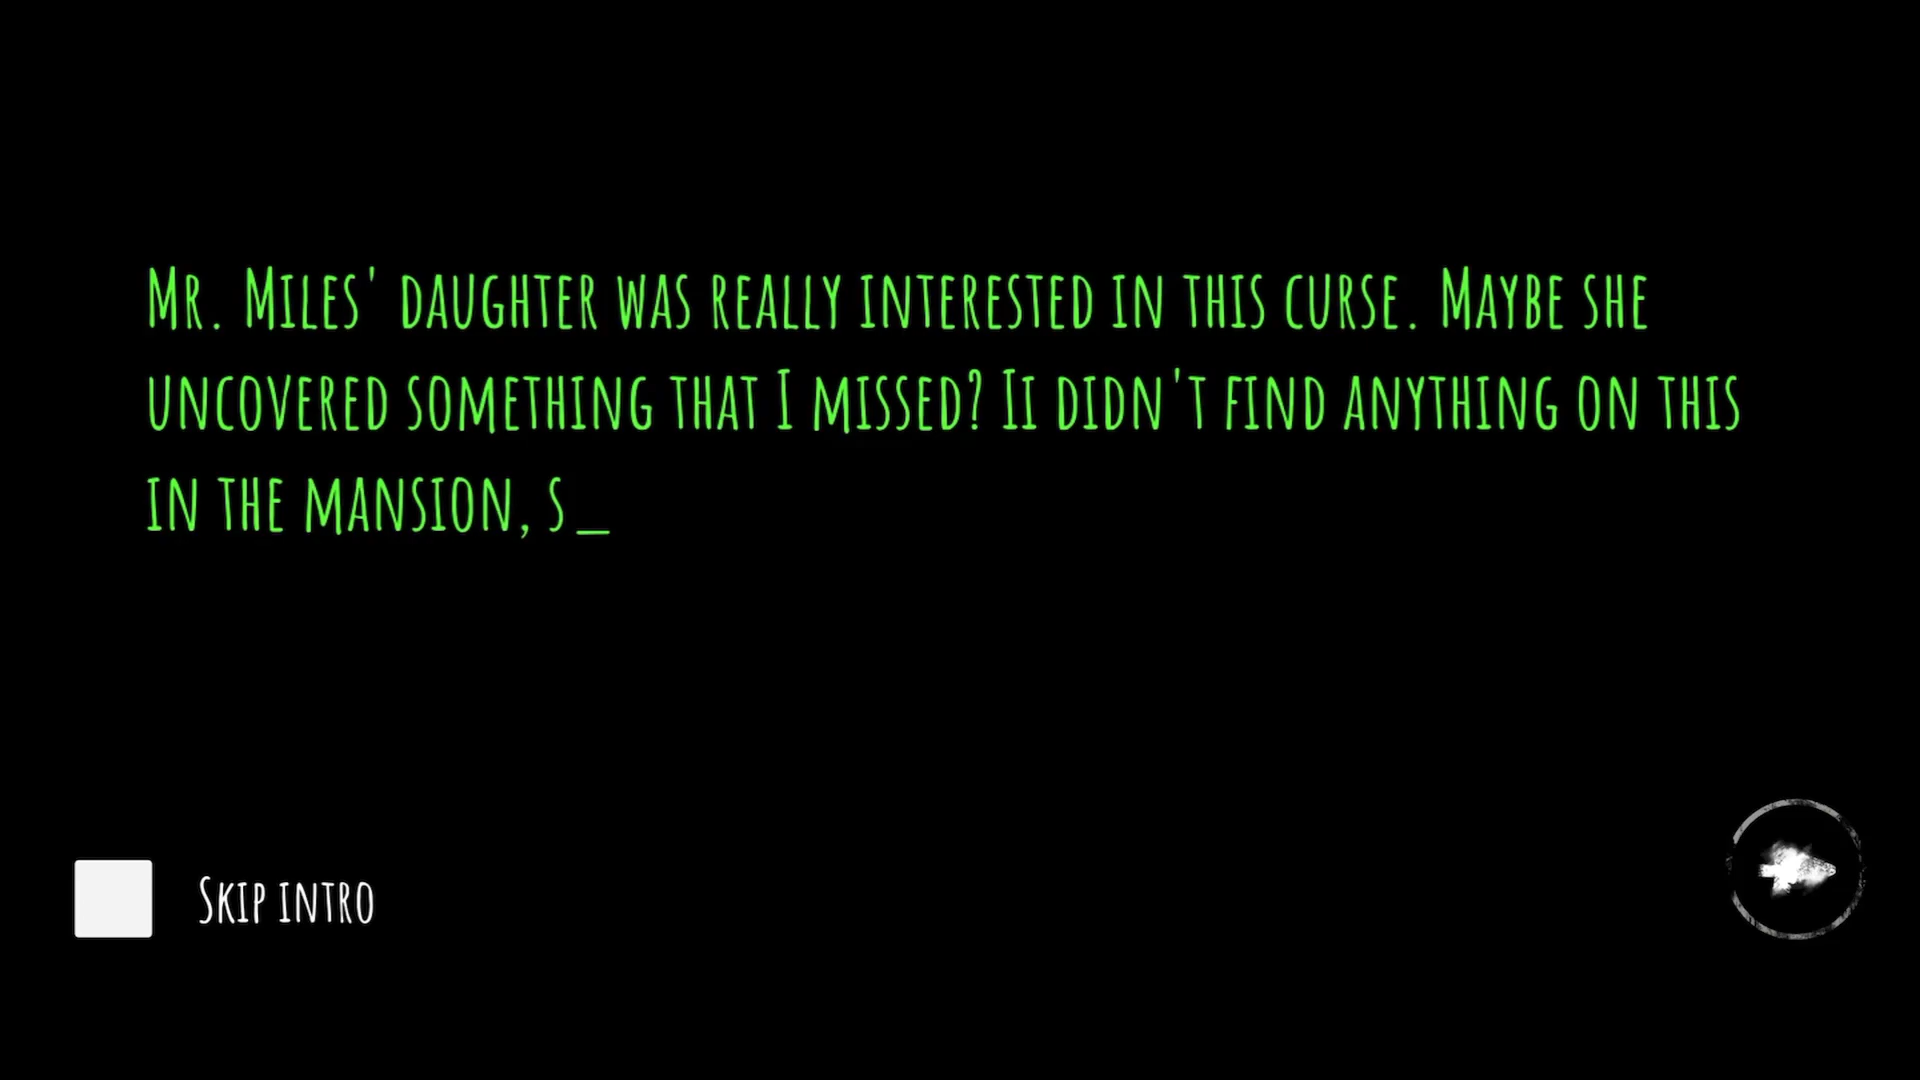 Mr. Miles' daughter was really interested in this curse. Maybe she
uncovered something that I missed? Ii didn't find anything on this
in the mansion, s_
Skip intro